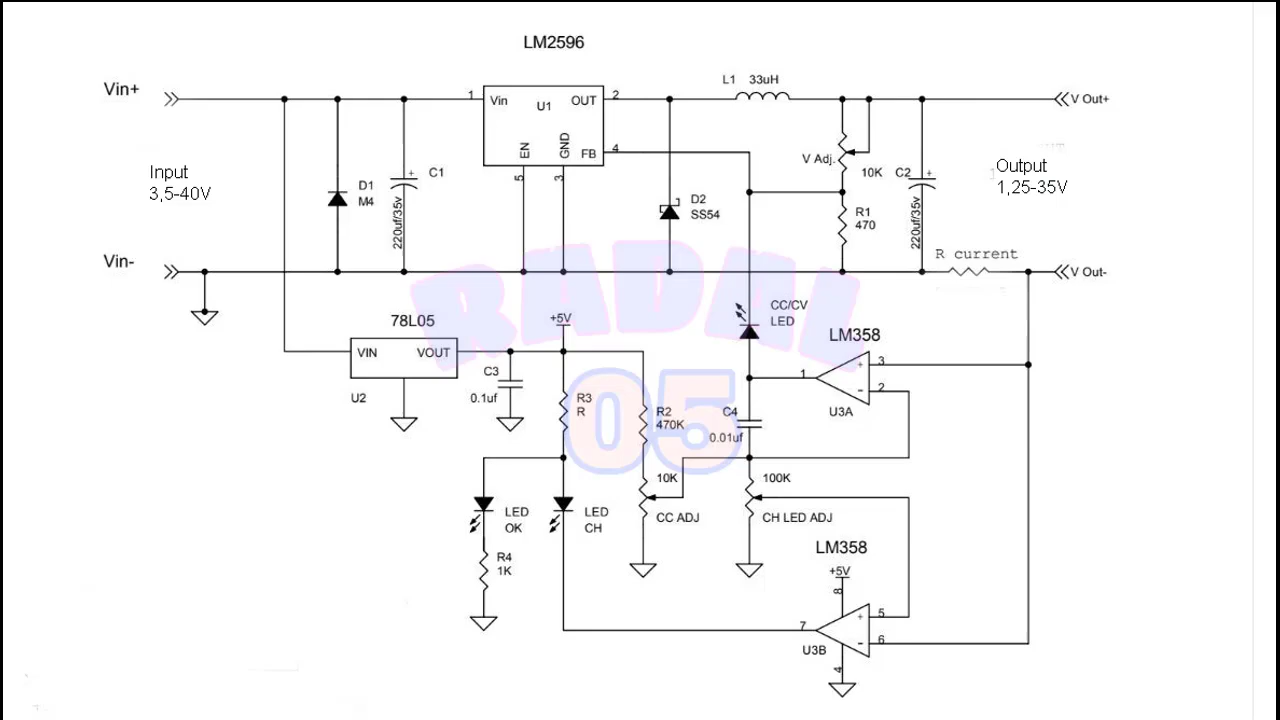 LM2596
Vin+
1
Vin
U1
OUT
2
L1 33uH
V Out+
EN
GND
FB
4
5
3
Input
3,5-40V
D1
M4
C1
+
220uf/35v
D2
SS54
V Adj.
10K
R1
470
C2
+
220uf/35v
Output
1,25-35V
R current
Vin-
V Out-
RADAL
05
78L05
VIN
VOUT
U2
+5V
C3
0.1uf
R3
R
R2
470K
CC/CV
LED
LM358
1
+
3
-
2
U3A
C4
0.01uf
10K
CC ADJ
100K
CH LED ADJ
LED
OK
LED
CH
R4
1K
LM358
+5V
8
+
5
-
6
7
U3B
4